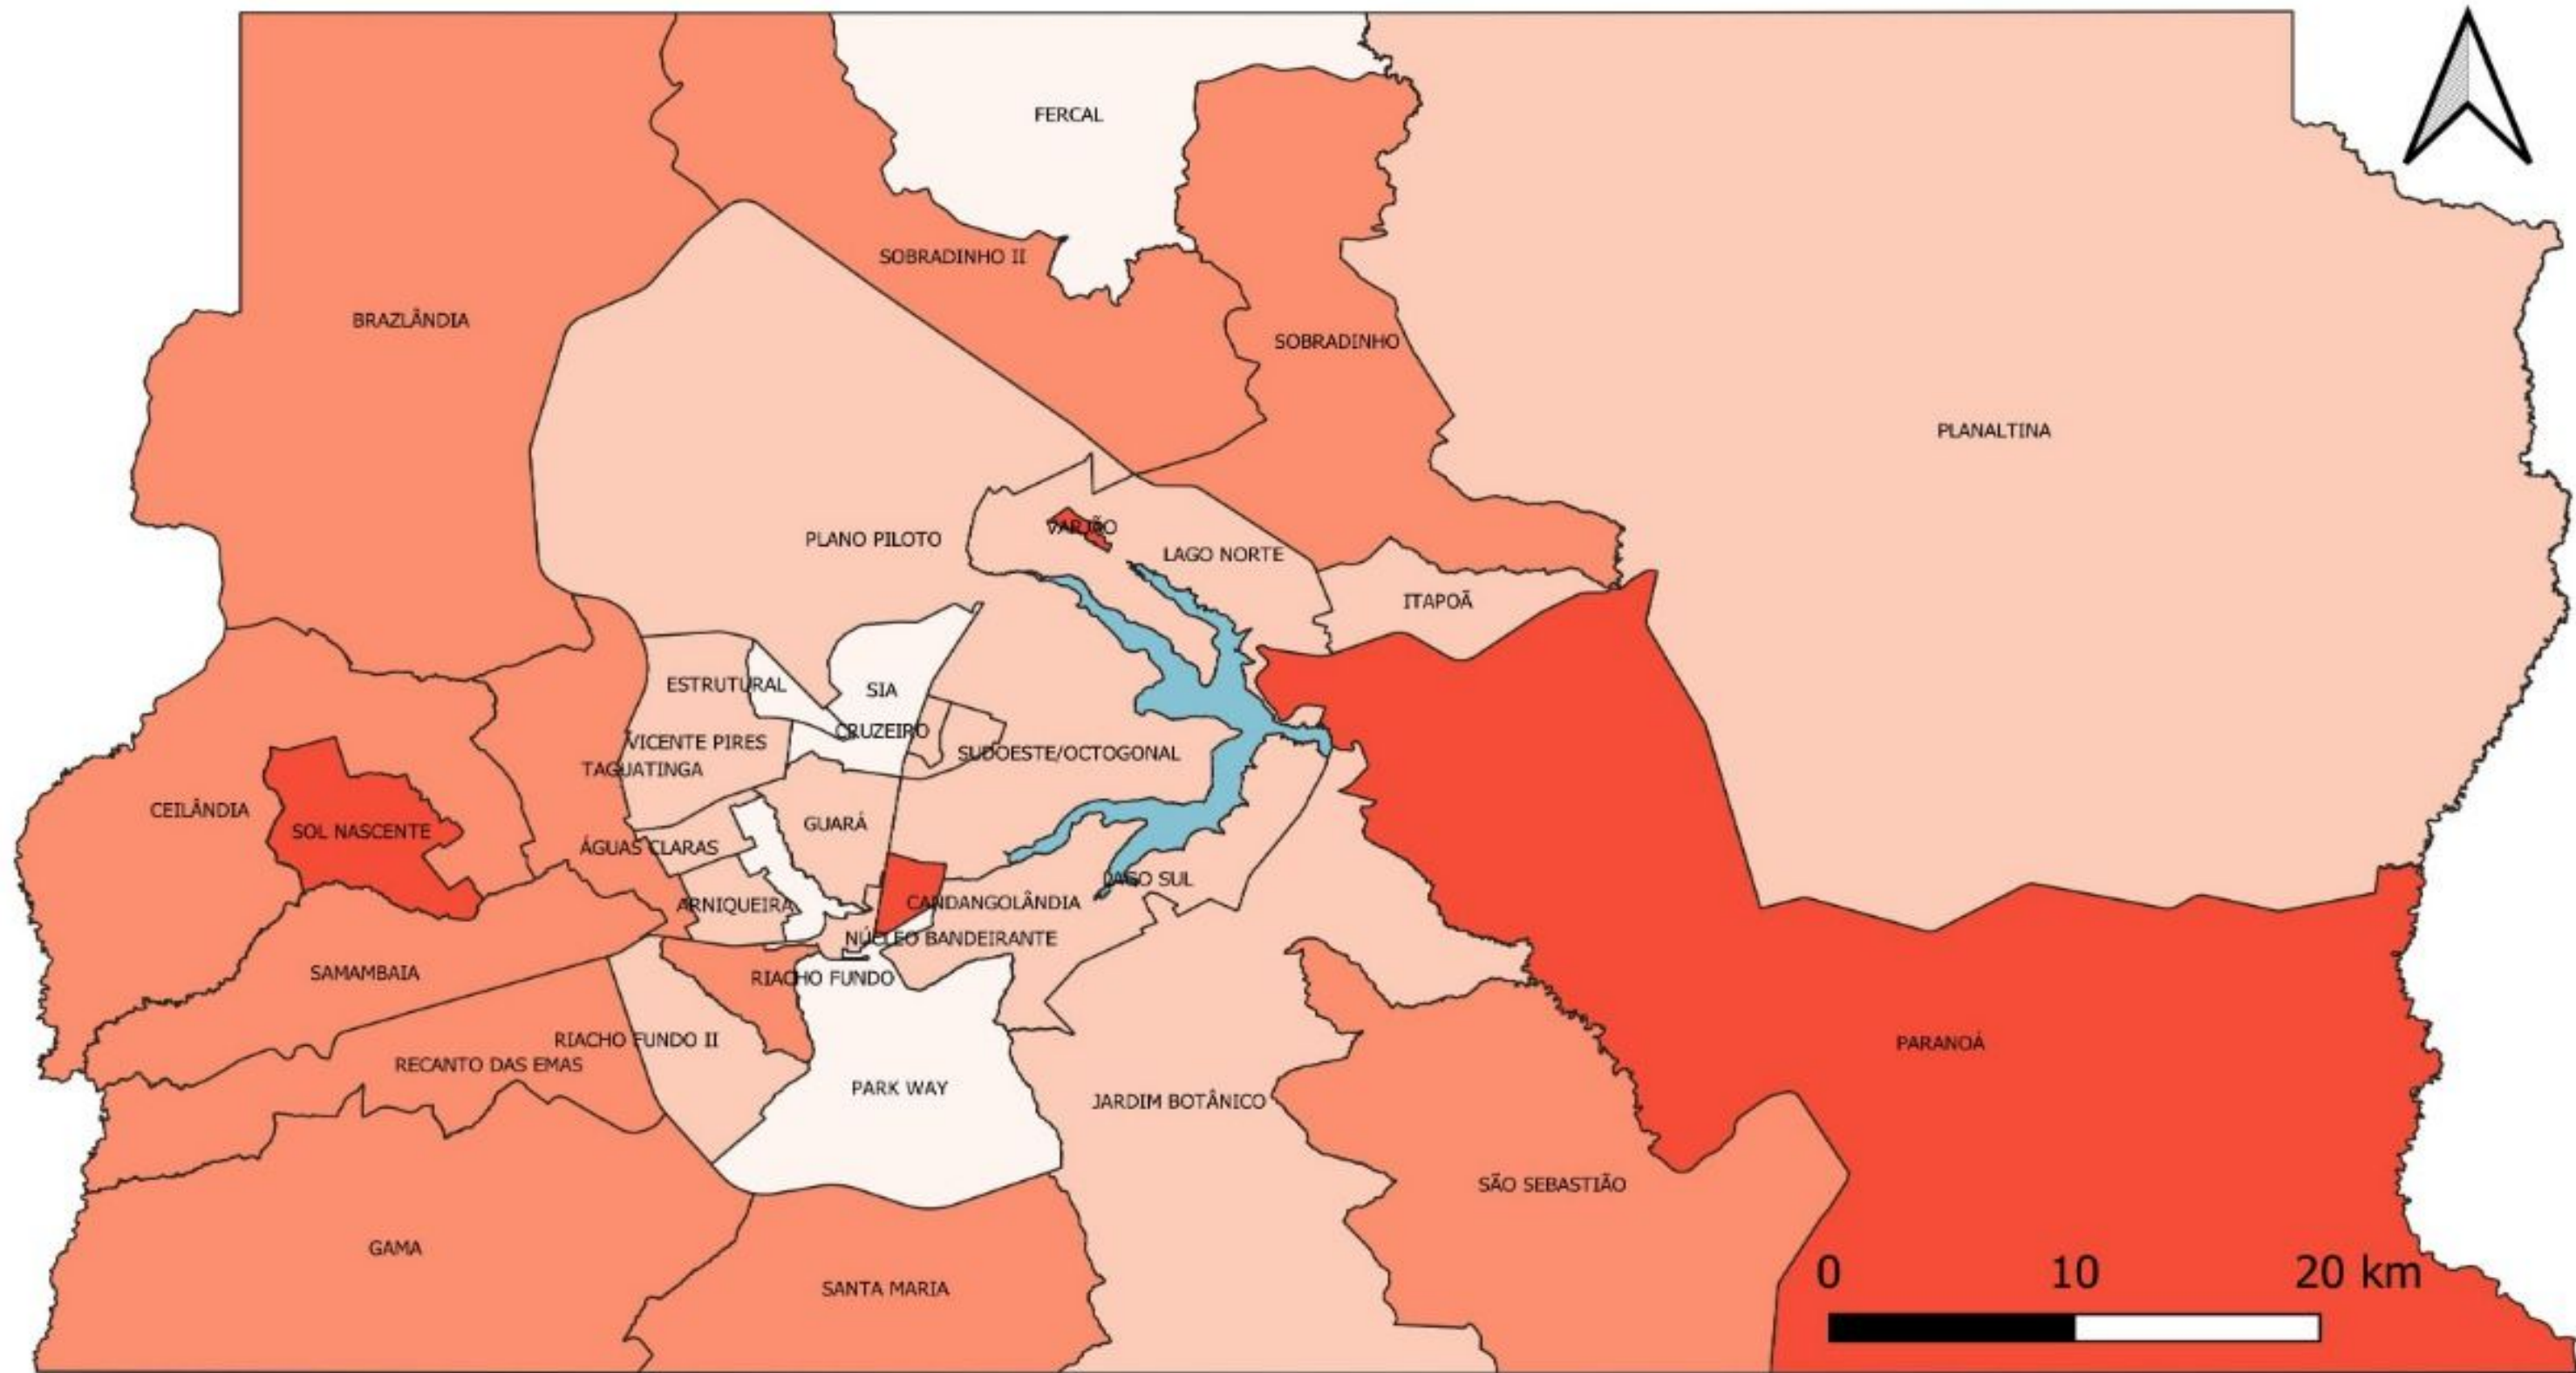 FERCAL
SOBRADINHO II
BRAZLÂNDIA
SOBRADINHO
PLANALTINA
VARJÃO
PLANO PILOTO
LAGO NORTE
ITAPOÃ
ESTRUTURAL
SIA
CRUZEIRO
VICENTE PIRES
SUDOESTE/OCTOGONAL
TAGUATINGA
CEILÂNDIA
SOL NASCENTE
GUARÁ
ÁGUAS CLARAS
LAGO SUL
ARNIQUEIRA
CANDANGOLÂNDIA
NÚCLEO BANDEIRANTE
SAMAMBAIA
RIACHO FUNDO
RIACHO FUNDO II
PARANOÁ
RECANTO DAS EMAS
PARK WAY
JARDIM BOTÂNICO
SÃO SEBASTIÃO
GAMA
SANTA MARIA
0 10 20 km